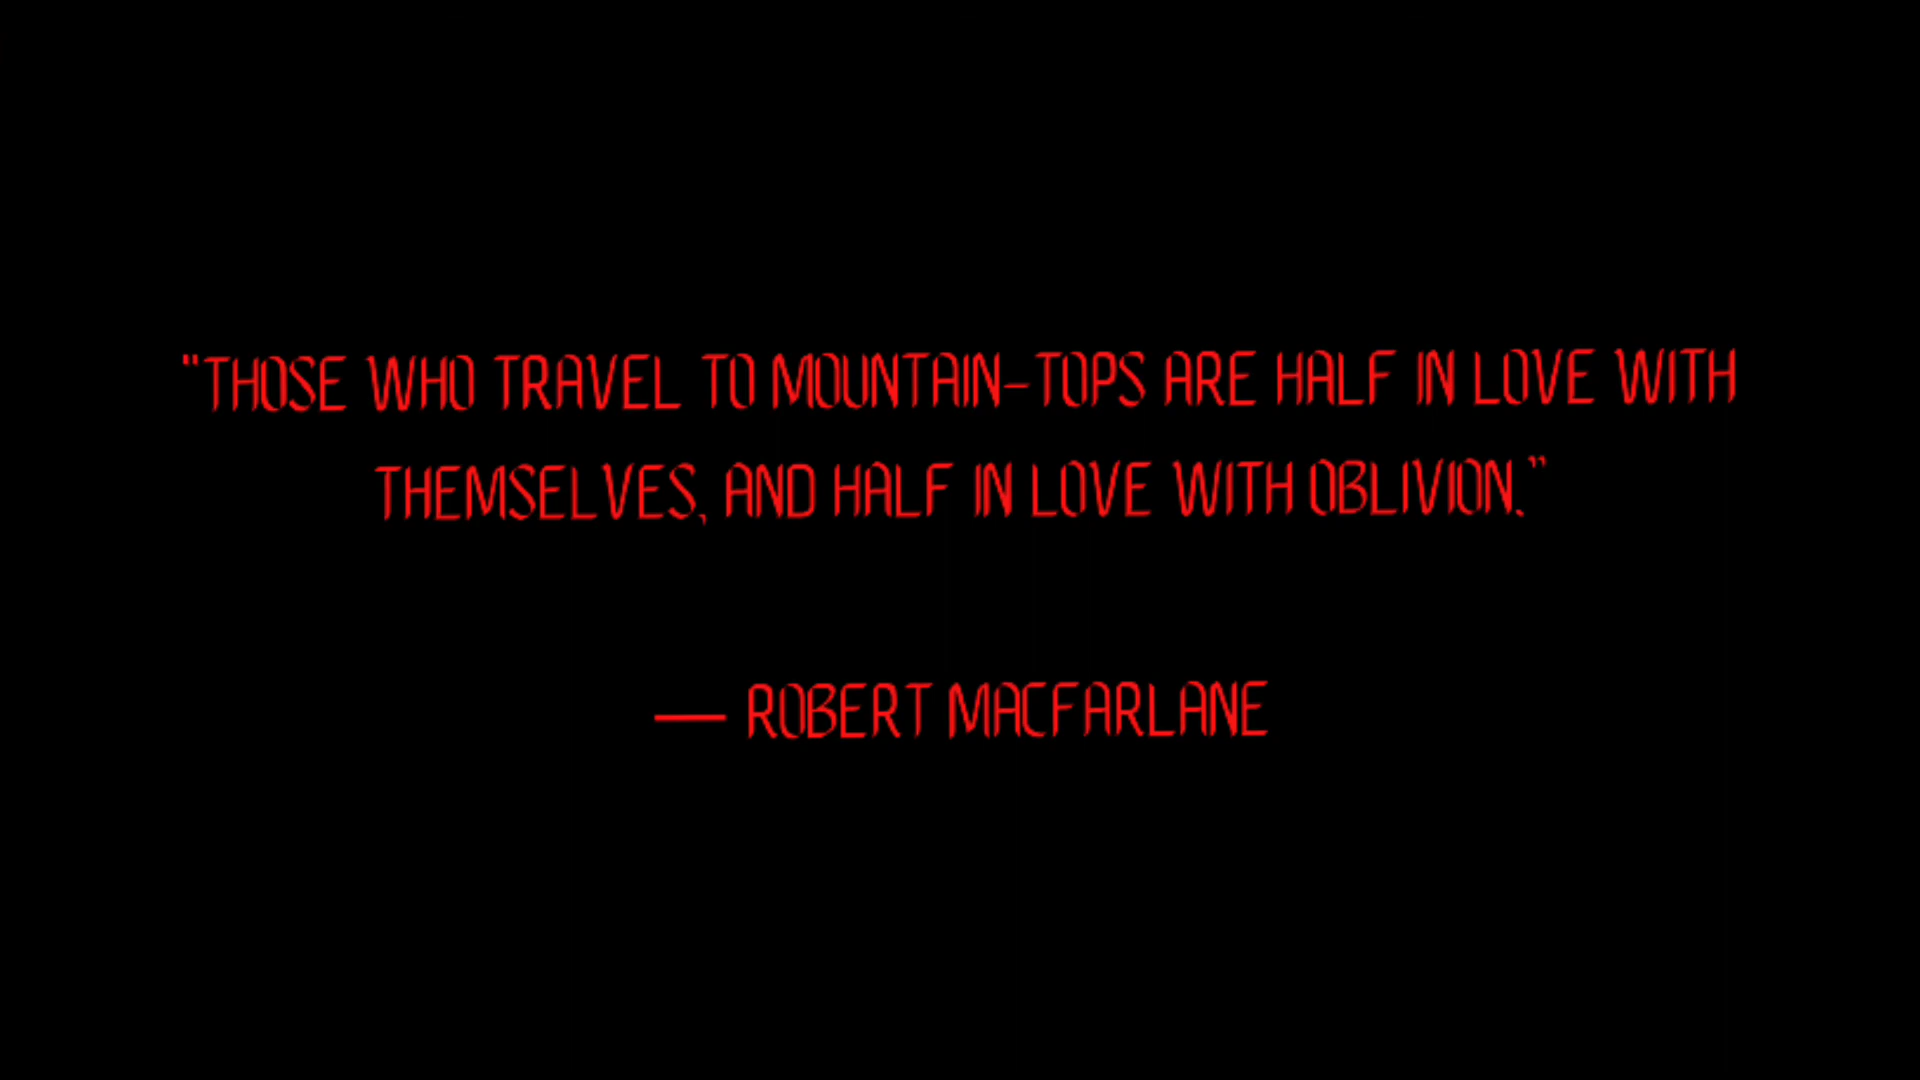 "THOSE WHO TRAVEL TO MOUNTAIN-TOPS ARE HALF IN LOVE WITH
THEMSELVES, AND HALF IN LOVE WITH OBLIVION.”
— ROBERT MACFARLANE